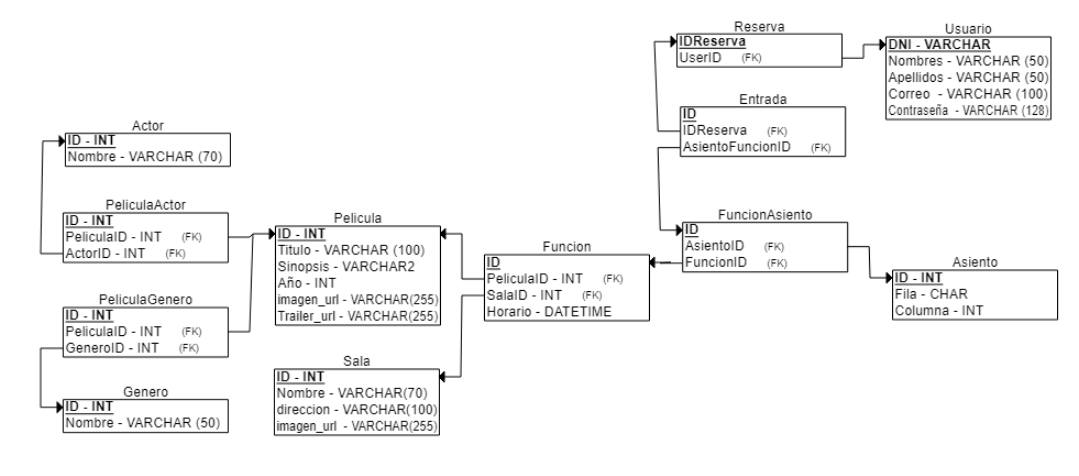 Reserva
IDReserva
UserID (FK)
Usuario
DNI - VARCHAR
Nombres - VARCHAR (50)
Apellidos - VARCHAR (50)
Correo - VARCHAR (100)
Contraseña - VARCHAR (128)
Entrada
ID
IDReserva (FK)
AsientoFuncionID (FK)
Actor
ID - INT
Nombre - VARCHAR (70)
PeliculaActor
ID - INT
PeliculaID - INT (FK)
ActorID - INT (FK)
Pelicula
ID - INT
Titulo - VARCHAR (100)
Sinopsis - VARCHAR2
Año - INT
imagen_url - VARCHAR(255)
Trailer_url - VARCHAR(255)
Funcion
ID
PeliculaID - INT (FK)
SalaID - INT (FK)
Horario - DATETIME
FuncionAsiento
ID
AsientoID (FK)
FuncionID (FK)
Asiento
ID - INT
Fila - CHAR
Columna - INT
PeliculaGenero
ID - INT
PeliculaID - INT (FK)
GeneroID - INT (FK)
Genero
ID - INT
Nombre - VARCHAR (50)
Sala
ID - INT
Nombre - VARCHAR(70)
direccion - VARCHAR(100)
imagen_url - VARCHAR(255)